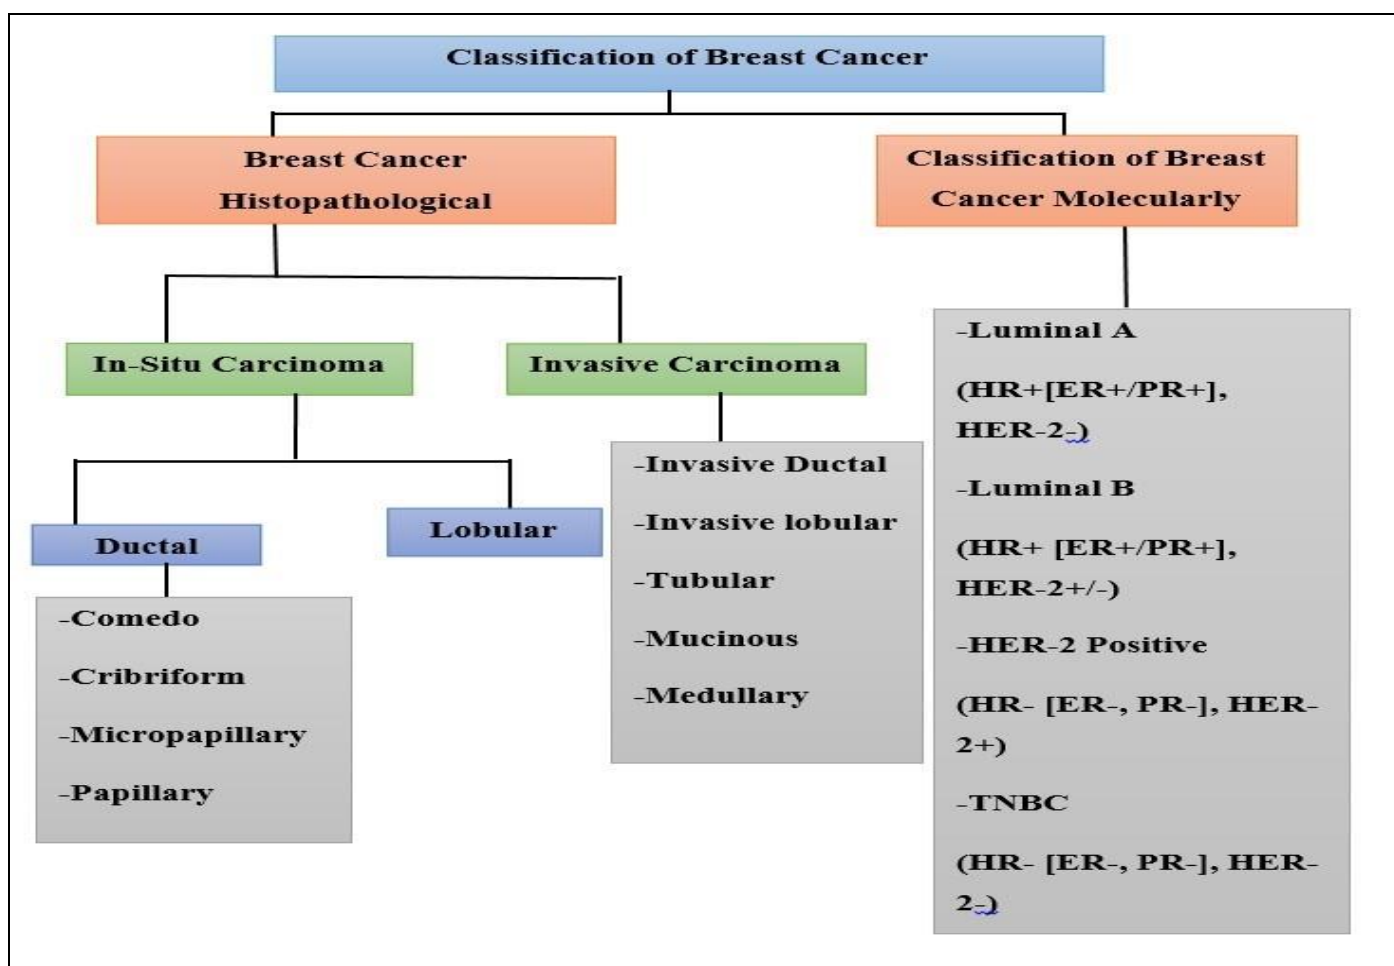 Classification of Breast Cancer
Breast Cancer
Histopathological
Classification of Breast
Cancer Molecularly
In-Situ Carcinoma
Invasive Carcinoma
Ductal
Lobular
-Comedo
-Cribriform
-Micropapillary
-Papillary
-Invasive Ductal
-Invasive lobular
-Tubular
-Mucinous
-Medullary
-Luminal A
(HR+[ER+/PR+],
HER-2-)
-Luminal B
(HR+ [ER+/PR+],
HER-2+/-)
-HER-2 Positive
(HR- [ER-, PR-], HER-
2+)
-TNBC
(HR- [ER-, PR-], HER-
2-)